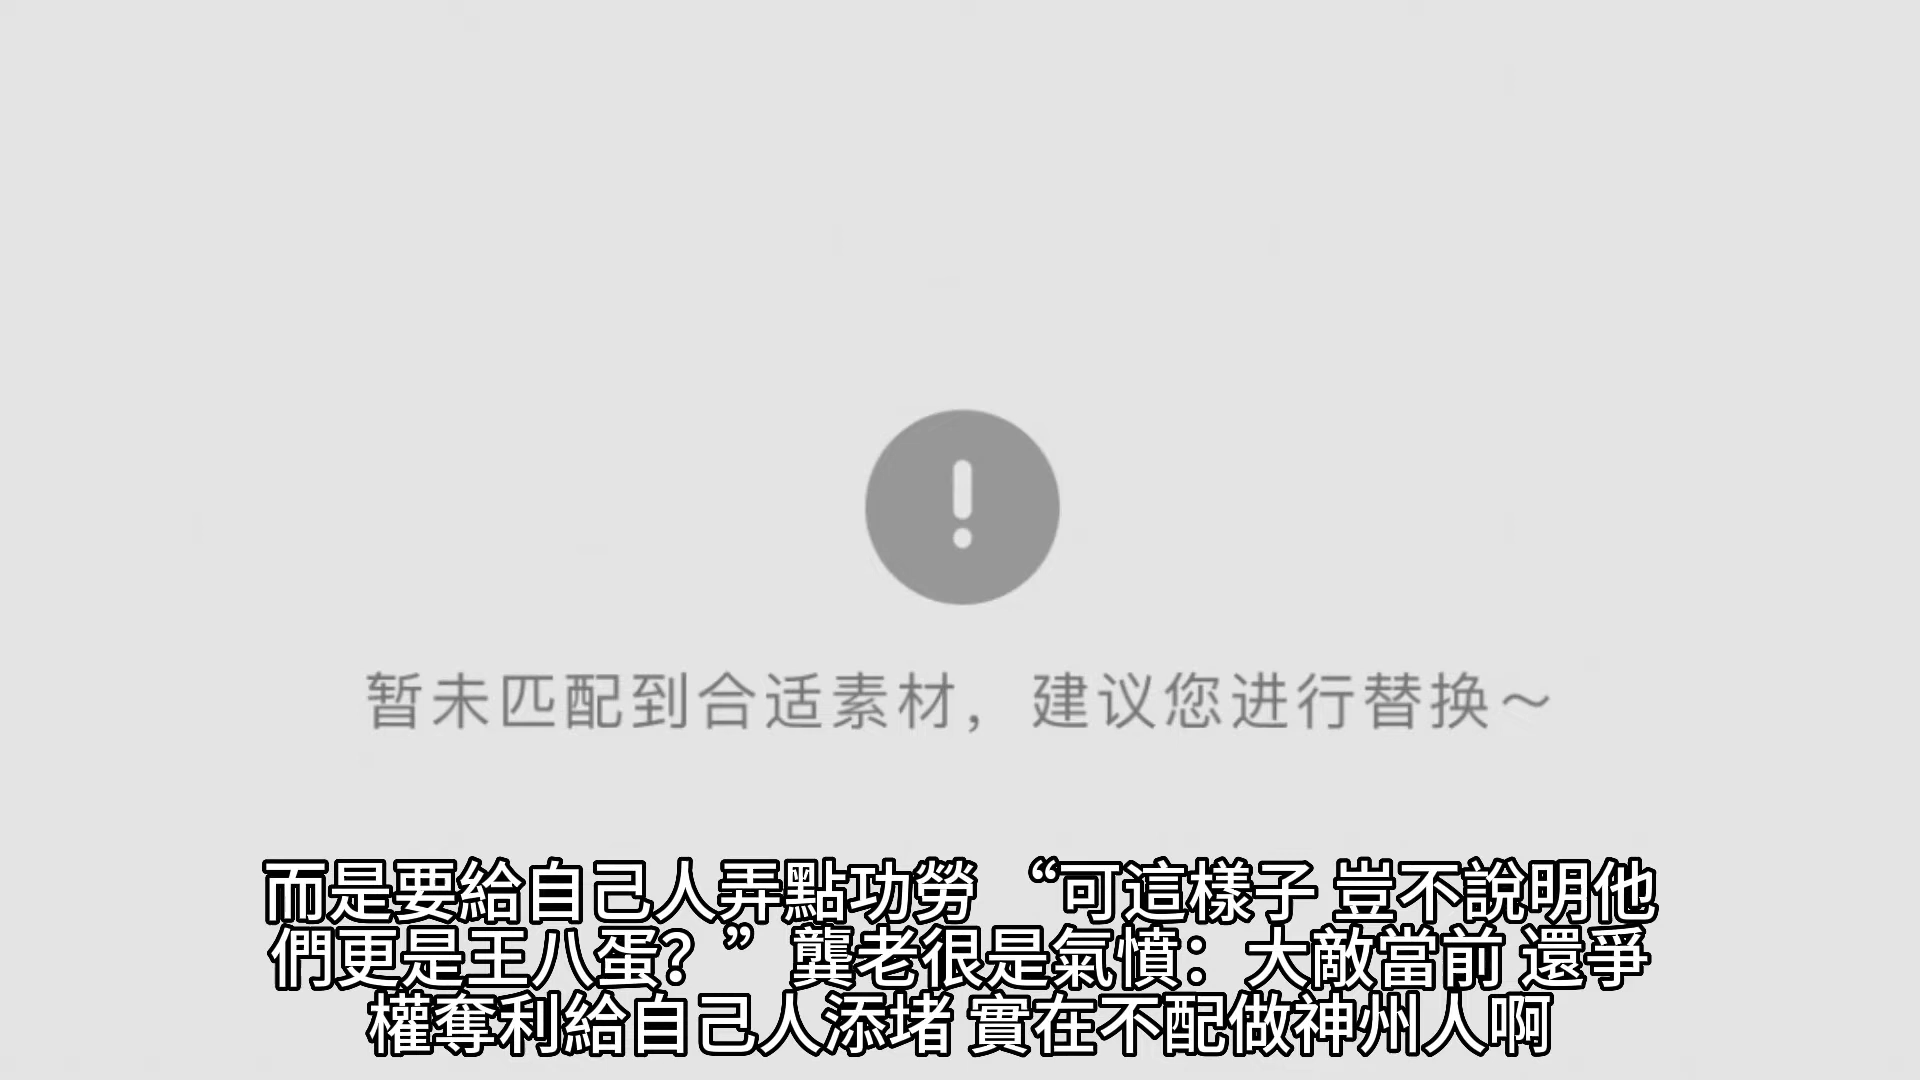 暂未匹配到合适素材，建议您进行替换～
而是要給自己人弄點功勞 “可這樣子 豈不說明他
們更是王八蛋？” 龔老很是氣憤：大敵當前 還爭
權奪利給自己人添堵 實在不配做神州人啊